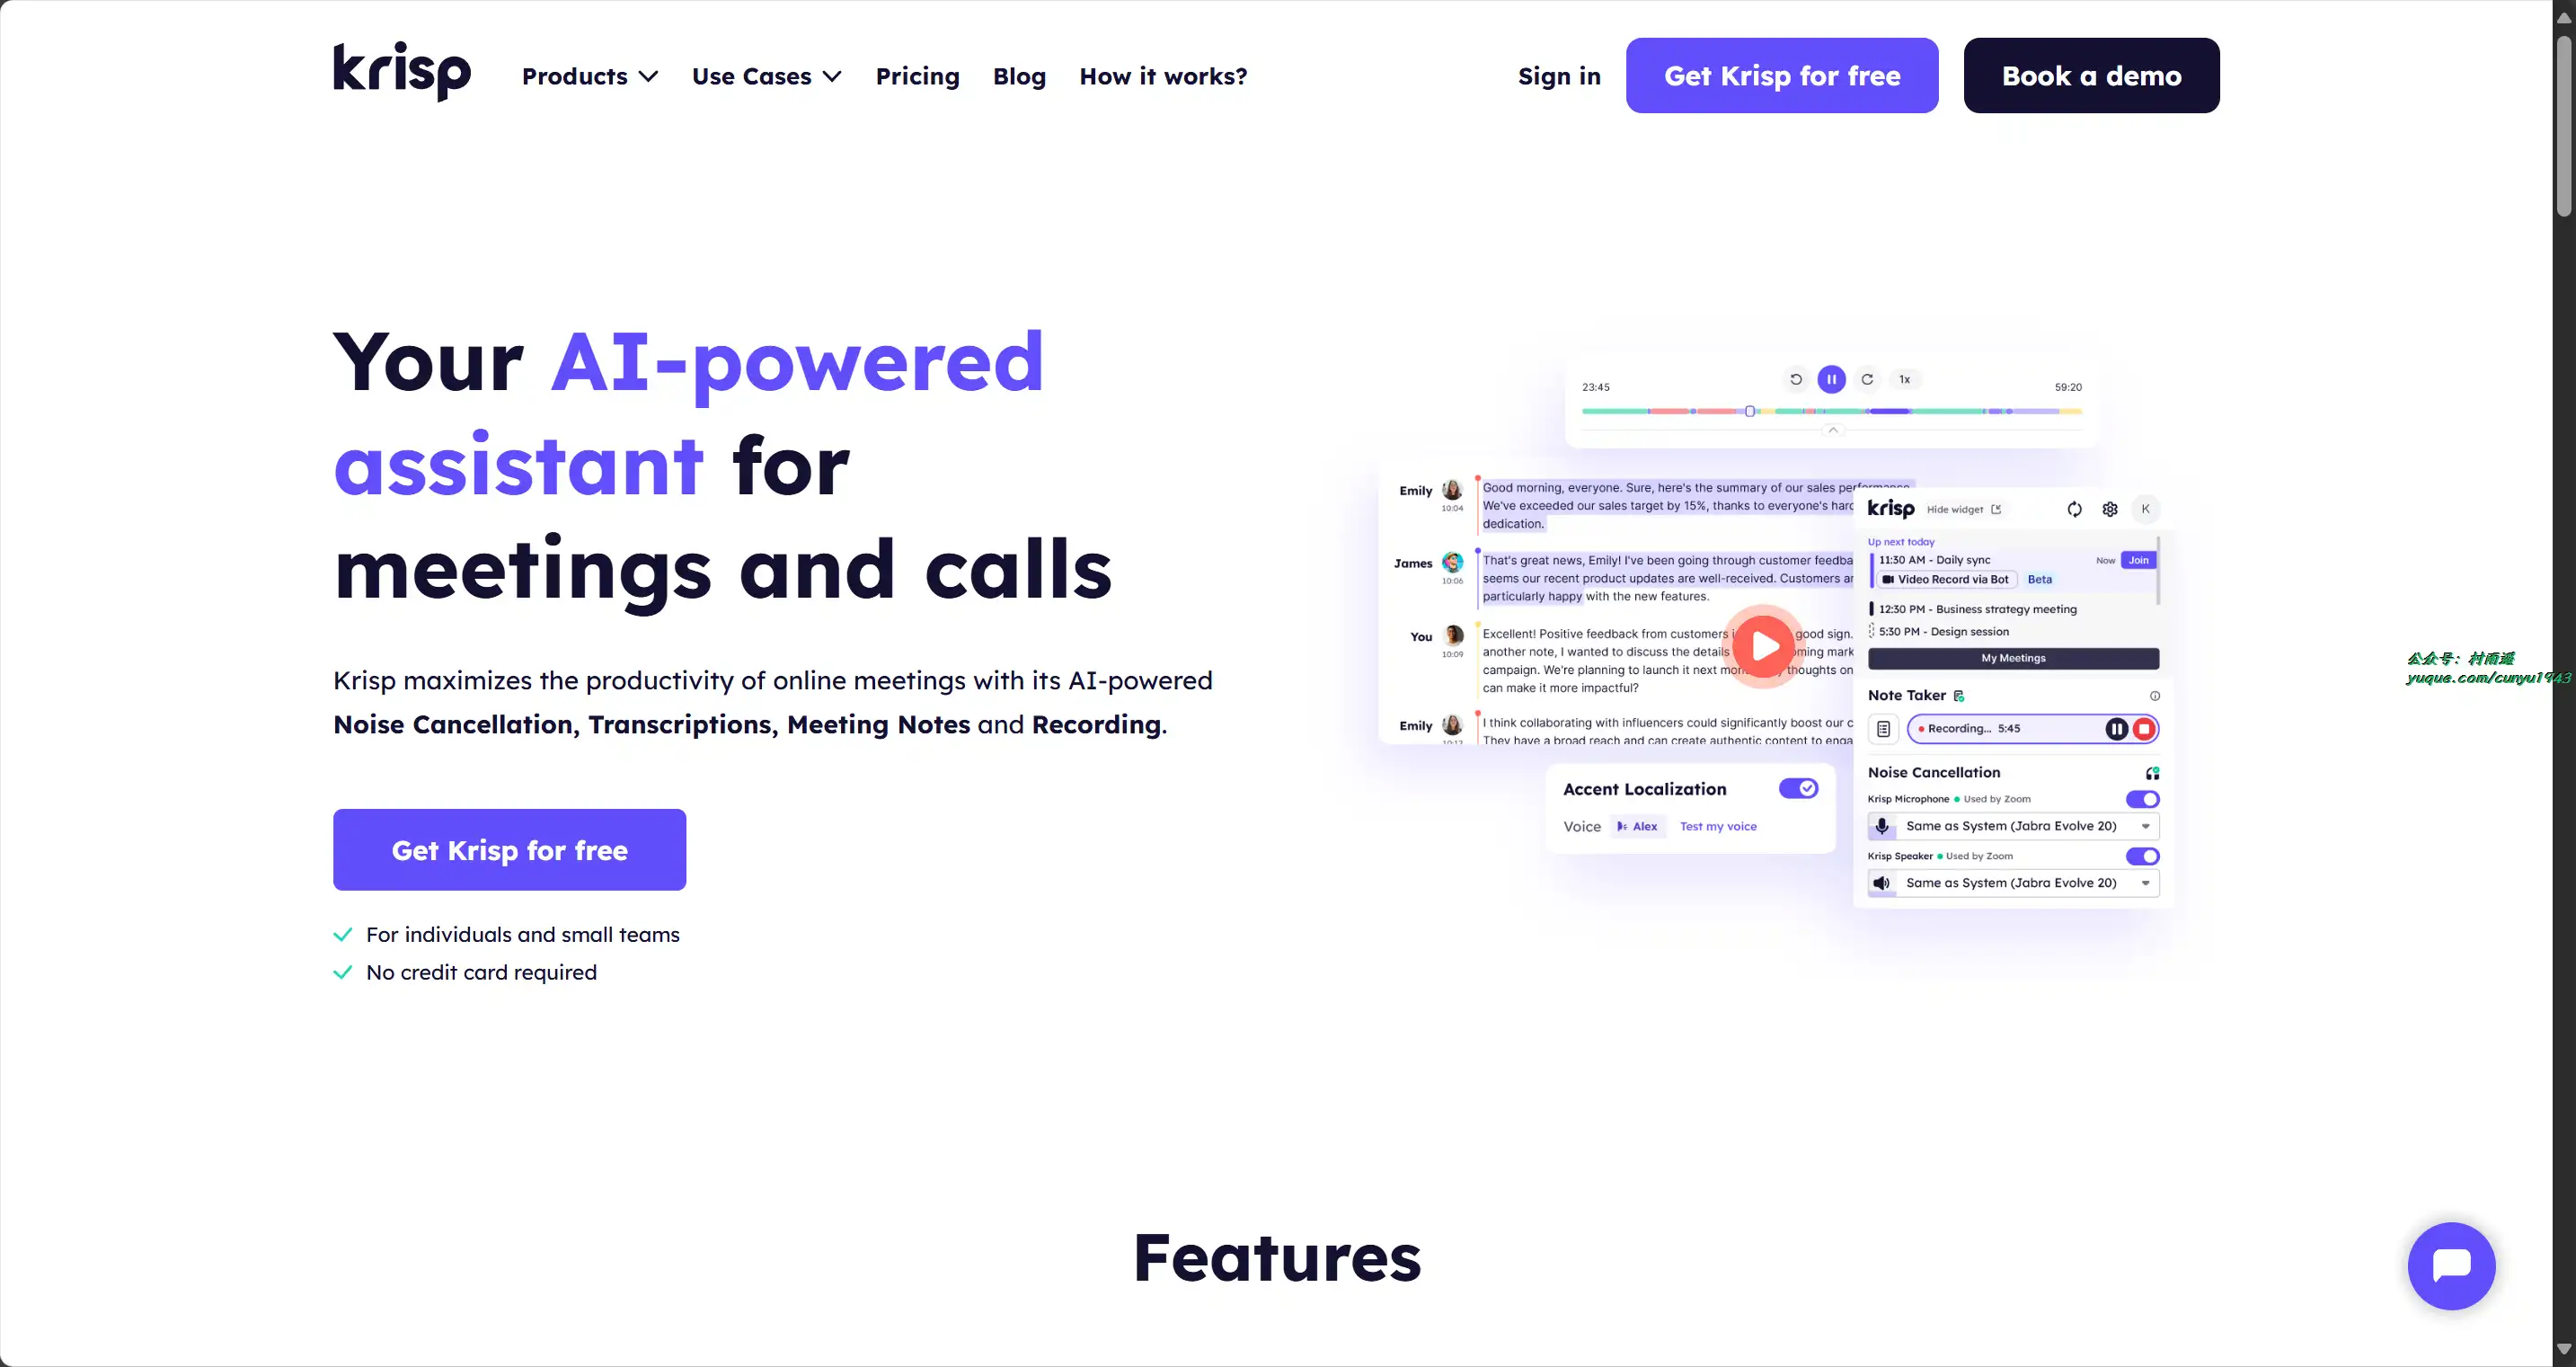 krisp
Products
Use Cases
Pricing
Blog
How it works?
Sign in
Get Krisp for free
Book a demo
Your AI-powered
assistant for
meetings and calls
Krisp maximizes the productivity of online meetings with its AI-powered
Noise Cancellation, Transcriptions, Meeting Notes and Recording.
Get Krisp for free
For individuals and small teams
No credit card required
23:45
1x
59:20
Emily
10:04
Good morning, everyone. Sure, here's the summary of our sales performance.
We've exceeded our sales target by 15%, thanks to everyone's hard
dedication.
James
10:06
That's great news, Emily! I've been going through customer feedba
seems our recent product updates are well-received. Customers ar
particularly happy with the new features.
You
10:09
Excellent! Positive feedback from customers i good sign.
another note, I wanted to discuss the details oming mark
campaign. We're planning to launch it next mon thoughts on
can make it more impactful?
Emily
10:12
I think collaborating with influencers could significantly boost our c
They have a broad reach and can create authentic content to enga
krisp
Hide widget
K
Up next today
11:30 AM - Daily sync
Now
Join
Video Record via Bot
Beta
12:30 PM - Business strategy meeting
5:30 PM - Design session
My Meetings
Note Taker
Recording... 5:45
Noise Cancellation
Krisp Microphone
Used by Zoom
Same as System (Jabra Evolve 20)
Krisp Speaker
Used by Zoom
Same as System (Jabra Evolve 20)
Accent Localization
Voice
Alex
Test my voice
公众号：村雨遥
yuque.com/cunyu1943
Features